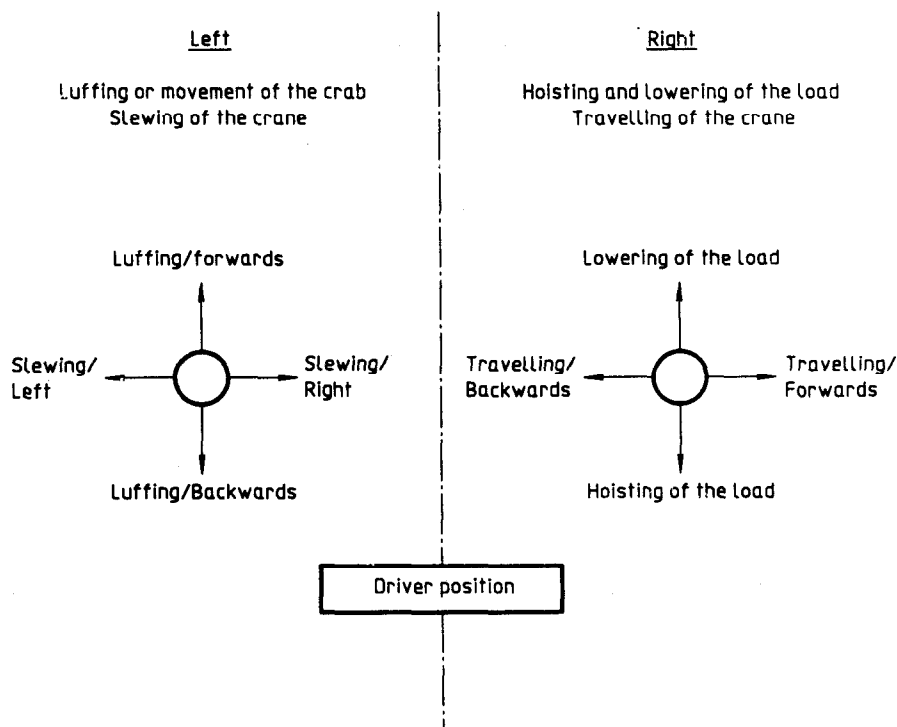 Left
Luffing or movement of the crab
Slewing of the crane
Luffing/forwards
Slewing/
Left
Slewing/
Right
Luffing/Backwards
Right
Hoisting and lowering of the load
Travelling of the crane
Lowering of the load
Travelling/
Backwards
Travelling/
Forwards
Hoisting of the load
Driver position